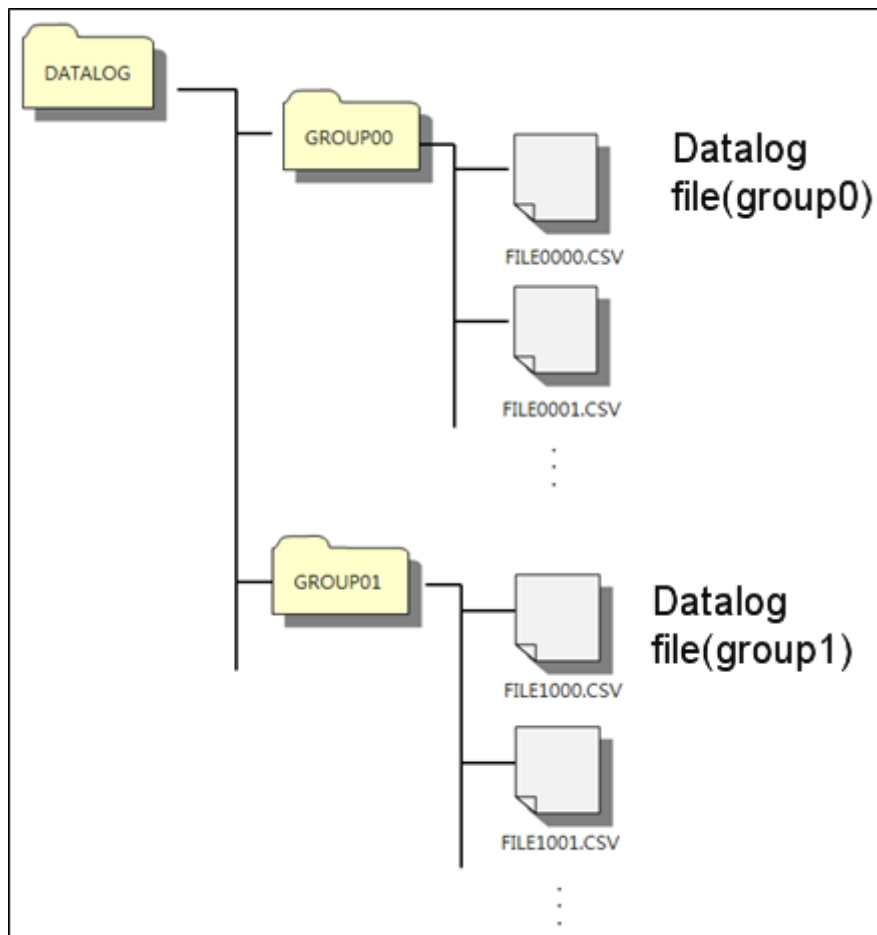 DATALOG
GROUP00
Datalog
file(group0)
FILE0000.CSV
FILE0001.CSV
GROUP01
Datalog
file(group1)
FILE1000.CSV
FILE1001.CSV